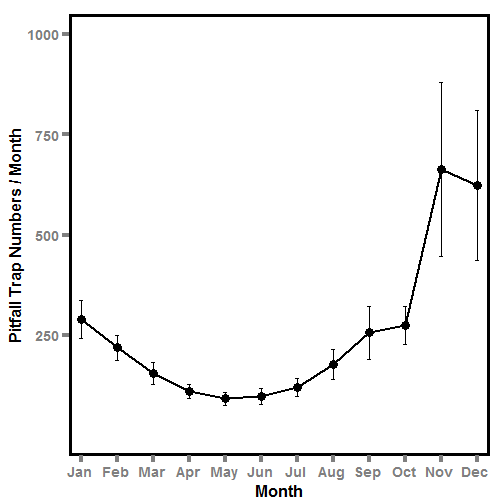 Pitfall Trap Numbers / Month
1000
750
500
250
Jan Feb Mar Apr May Jun Jul Aug Sep Oct Nov Dec
Month